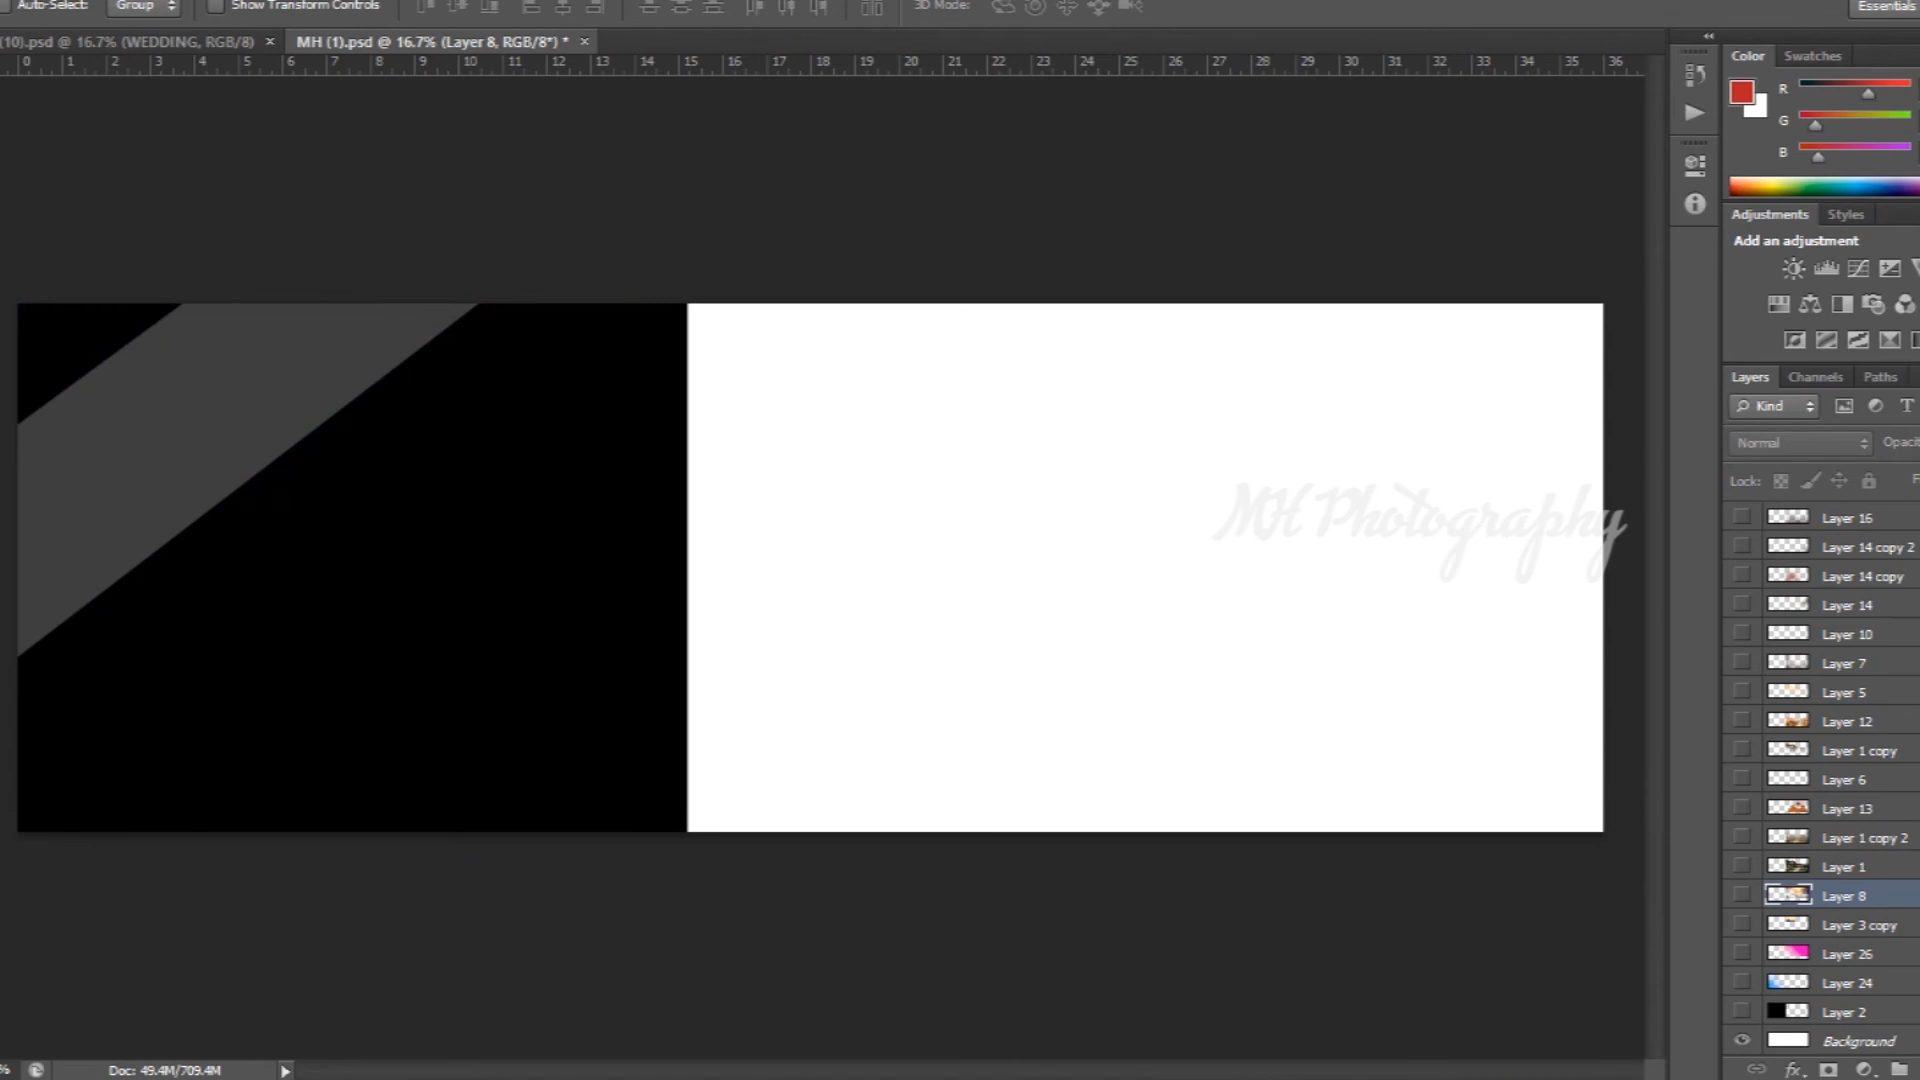 Auto-Select: Group Show Transform Controls 3D Mode: Essentials
(10).psd @ 16.7% (WEDDING, RGB/8) × MH (1).psd @ 16.7% (Layer 8, RGB/8*) * ×
0 1 2 3 4 5 6 7 8 9 10 11 12 13 14 15 16 17 18 19 20 21 22 23 24 25 26 27 28 29 30 31 32 33 34 35 36
Color Swatches
R
G
B
Adjustments Styles
Add an adjustment
Layers Channels Paths
Kind
Normal Opacit
Lock: F
MH Photography
Layer 16
Layer 14 copy 2
Layer 14 copy
Layer 14
Layer 10
Layer 7
Layer 5
Layer 12
Layer 1 copy
Layer 6
Layer 13
Layer 1 copy 2
Layer 1
Layer 8
Layer 3 copy
Layer 26
Layer 24
Layer 2
Background
% Doc: 49.4M/709.4M
fx